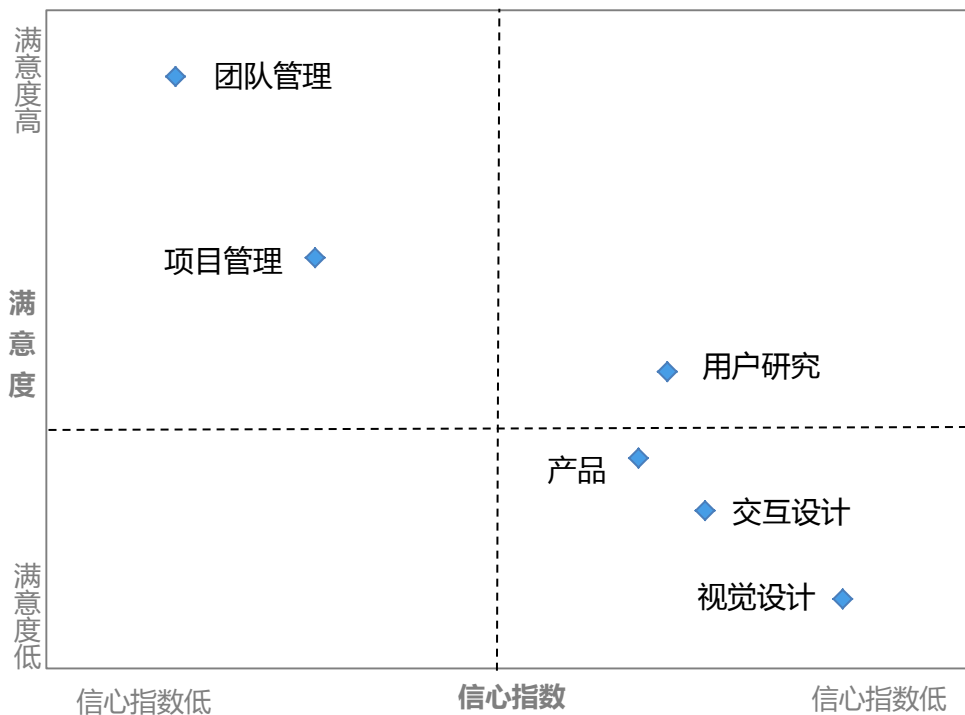 满意度高
团队管理
项目管理
满意度
用户研究
产品
交互设计
视觉设计
满意度低
信心指数低
信心指数
信心指数低